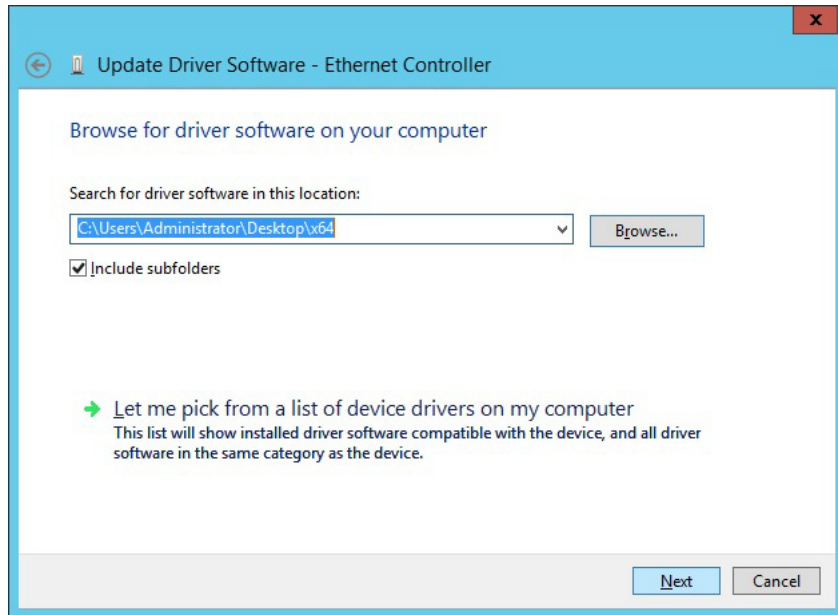 x
Update Driver Software - Ethernet Controller
Browse for driver software on your computer
Search for driver software in this location:
C:\Users\Administrator\Desktop\x64
Browse...
Include subfolders
Let me pick from a list of device drivers on my computer
This list will show installed driver software compatible with the device, and all driver
software in the same category as the device.
Next
Cancel